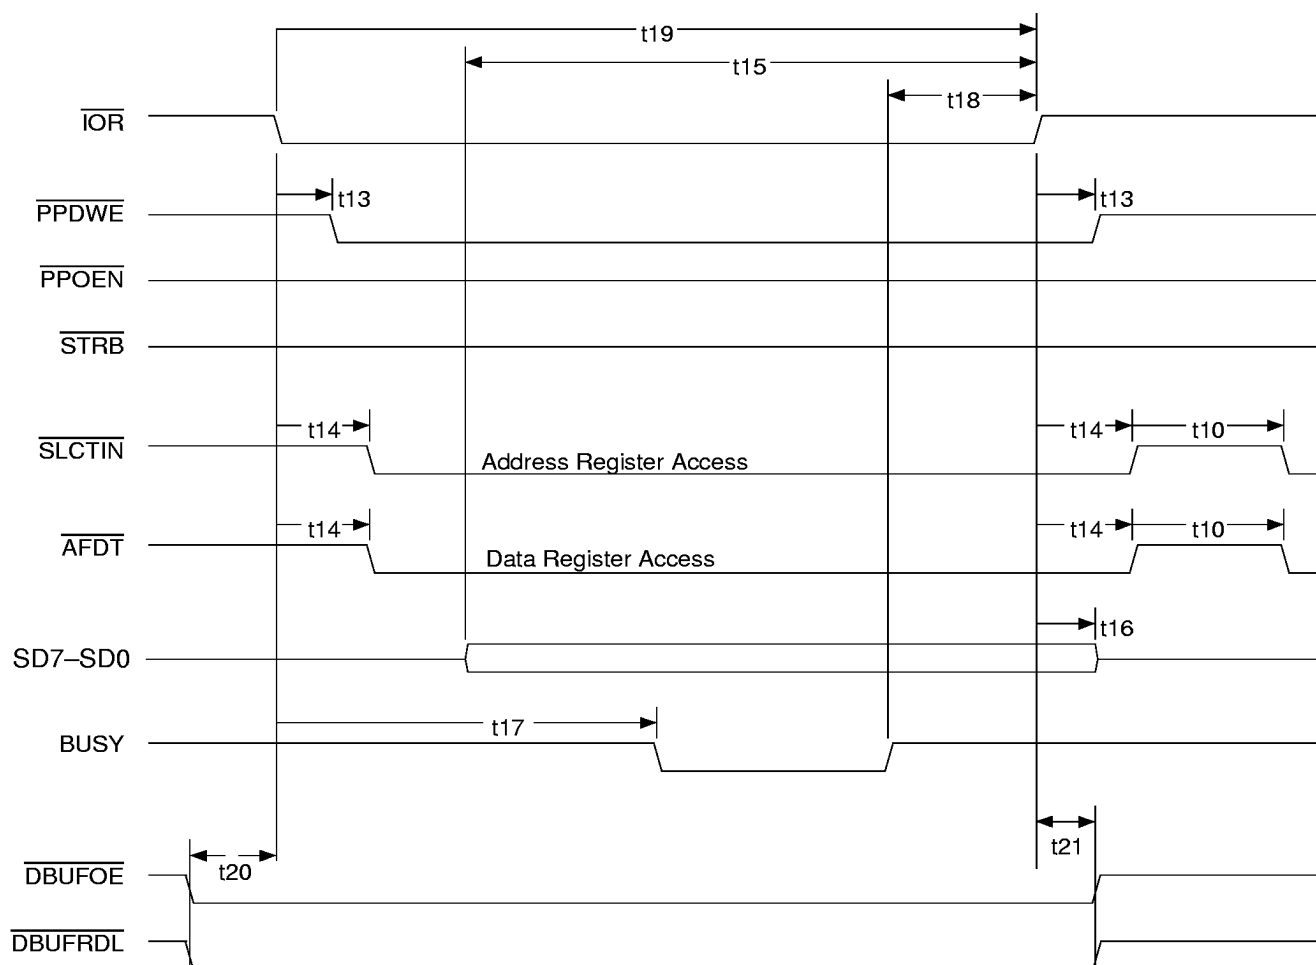 t19
t15
t18
IOR
t13 t13
PPDWE
PPOEN
STRB
t14 t14 t10
SLCTIN
Address Register Access
t14 t14 t10
AFDT
Data Register Access
t16
SD7–SD0
t17
BUSY
t21
t20
DBUFOE
DBUFRDL